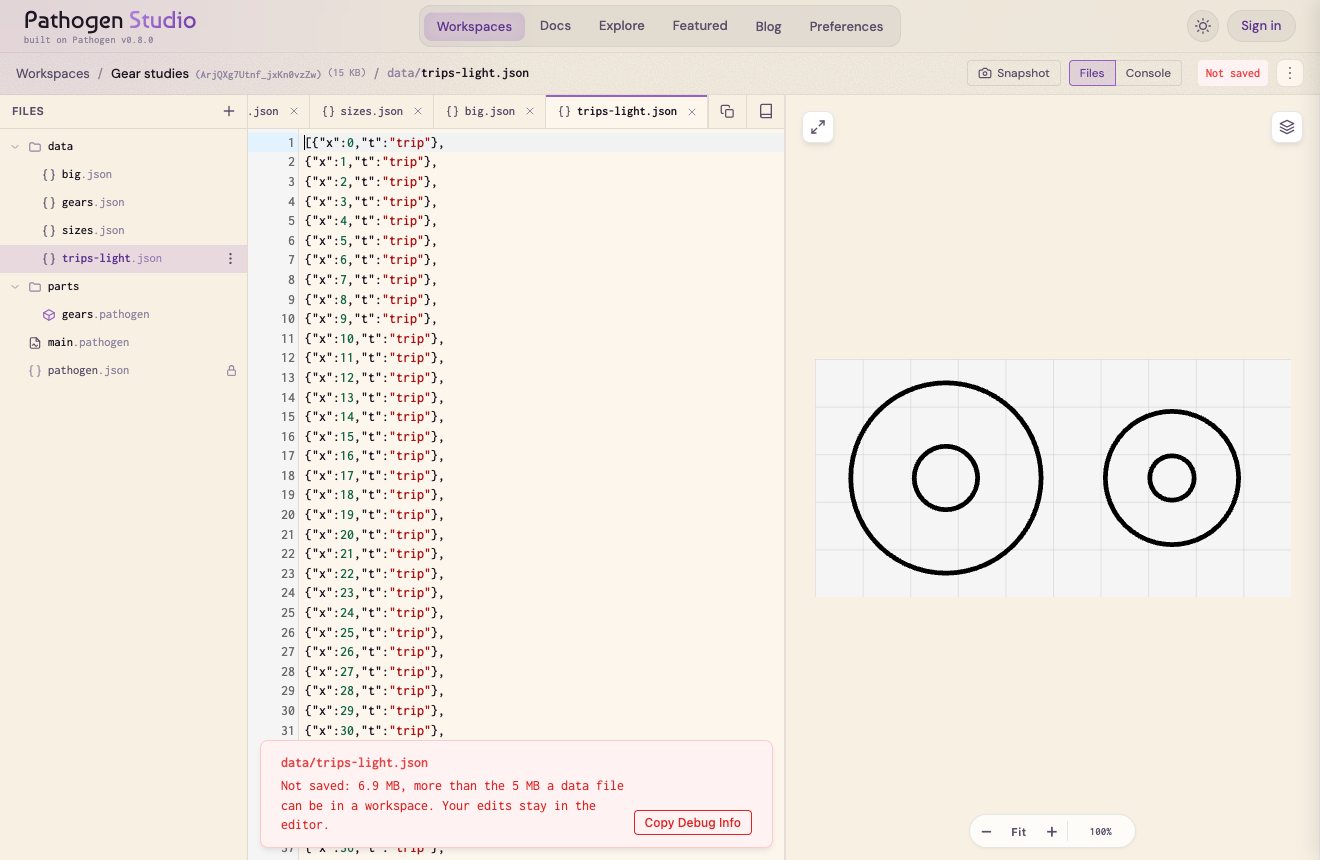 Pathogen Studio
built on Pathogen v0.8.0
Workspaces
Docs
Explore
Featured
Blog
Preferences
Sign in
Workspaces / Gear studies (ArjQXg7Utnf_jxKn0vzZw) (15 KB) / data/trips-light.json
Snapshot
Files
Console
Not saved
FILES
.json
{} sizes.json
{} big.json
{} trips-light.json
data
{} big.json
{} gears.json
{} sizes.json
{} trips-light.json
parts
gears.pathogen
main.pathogen
{} pathogen.json
1 [{"x":0,"t":"trip"},
2 {"x":1,"t":"trip"},
3 {"x":2,"t":"trip"},
4 {"x":3,"t":"trip"},
5 {"x":4,"t":"trip"},
6 {"x":5,"t":"trip"},
7 {"x":6,"t":"trip"},
8 {"x":7,"t":"trip"},
9 {"x":8,"t":"trip"},
10 {"x":9,"t":"trip"},
11 {"x":10,"t":"trip"},
12 {"x":11,"t":"trip"},
13 {"x":12,"t":"trip"},
14 {"x":13,"t":"trip"},
15 {"x":14,"t":"trip"},
16 {"x":15,"t":"trip"},
17 {"x":16,"t":"trip"},
18 {"x":17,"t":"trip"},
19 {"x":18,"t":"trip"},
20 {"x":19,"t":"trip"},
21 {"x":20,"t":"trip"},
22 {"x":21,"t":"trip"},
23 {"x":22,"t":"trip"},
24 {"x":23,"t":"trip"},
25 {"x":24,"t":"trip"},
26 {"x":25,"t":"trip"},
27 {"x":26,"t":"trip"},
28 {"x":27,"t":"trip"},
29 {"x":28,"t":"trip"},
30 {"x":29,"t":"trip"},
31 {"x":30,"t":"trip"},
data/trips-light.json
Not saved: 6.9 MB, more than the 5 MB a data file
can be in a workspace. Your edits stay in the
editor.
Copy Debug Info
Fit
100%